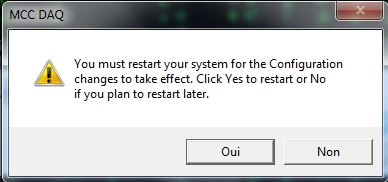 MCC DAQ
You must restart your system for the Configuration
changes to take effect. Click Yes to restart or No
if you plan to restart later.
Oui
Non